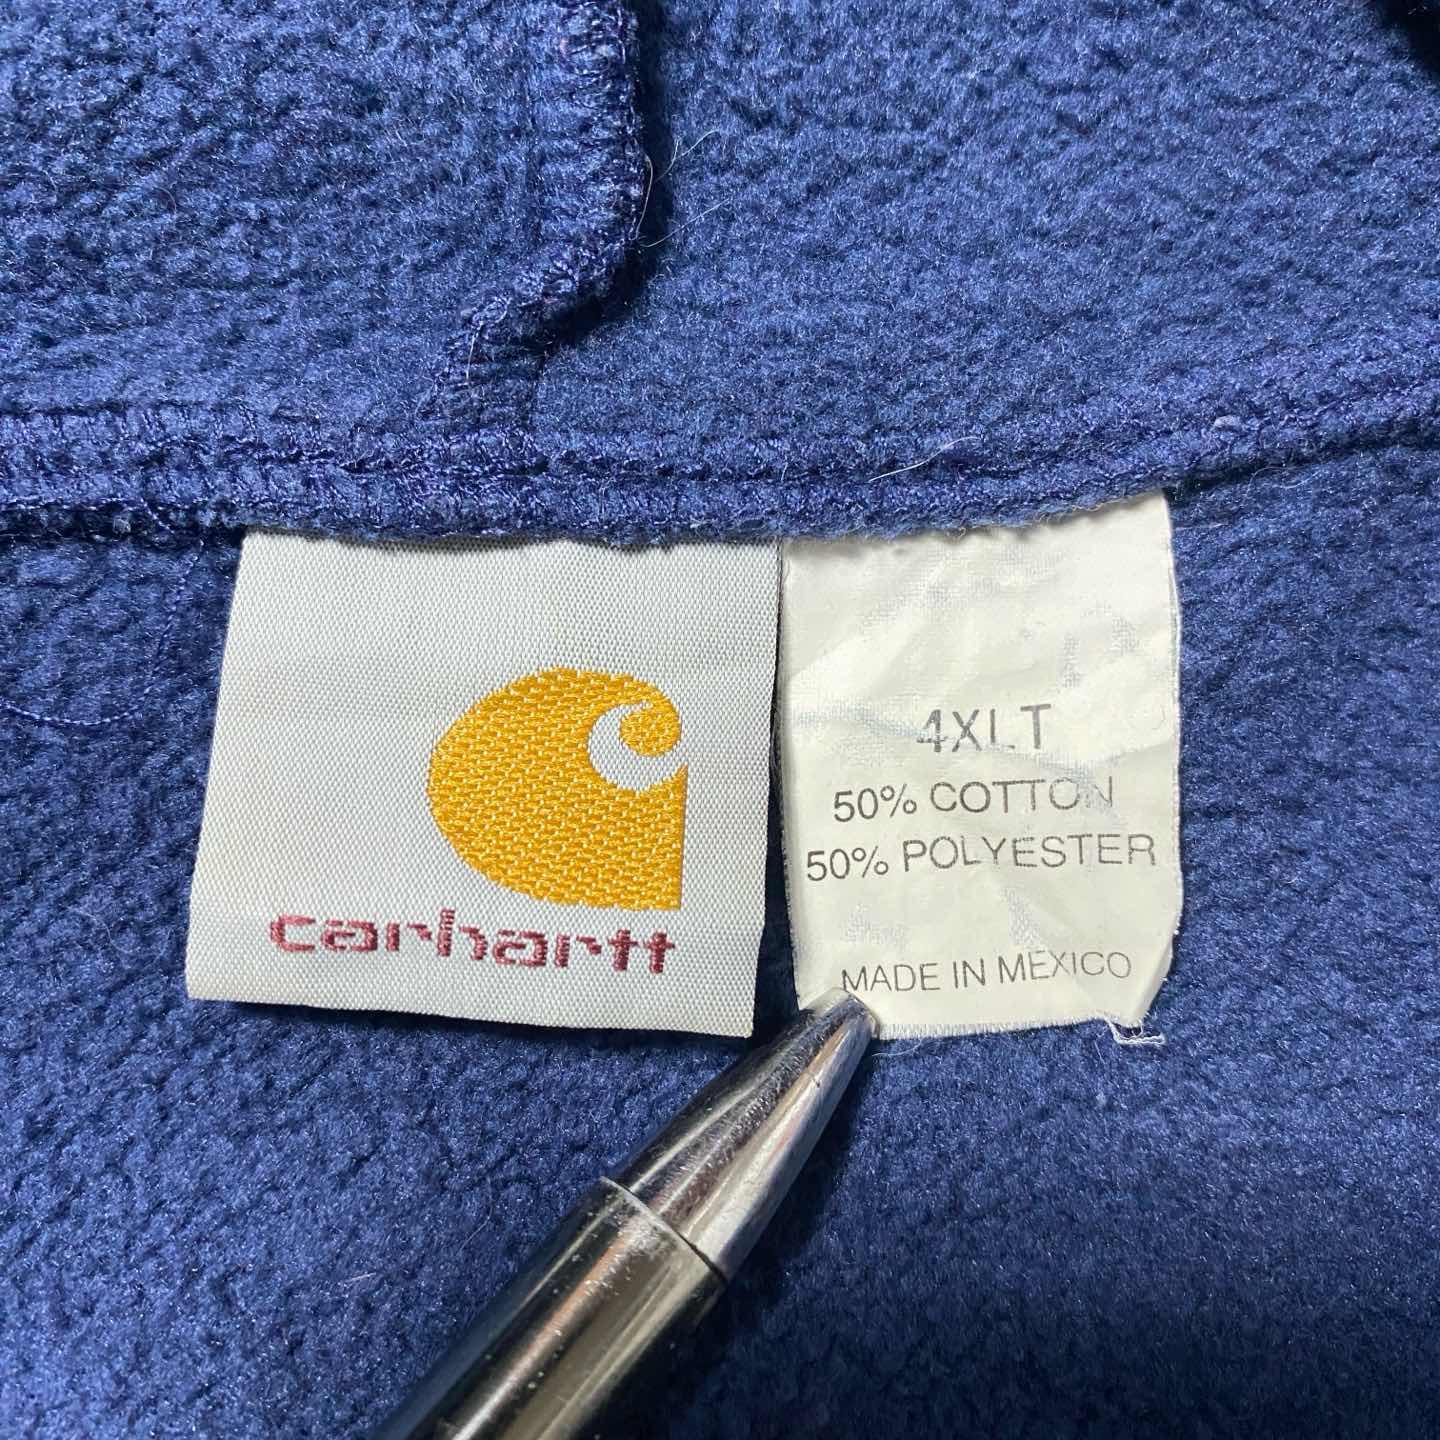 carhartt
4XLT
50% COTTON
50% POLYESTER
MADE IN MEXICO